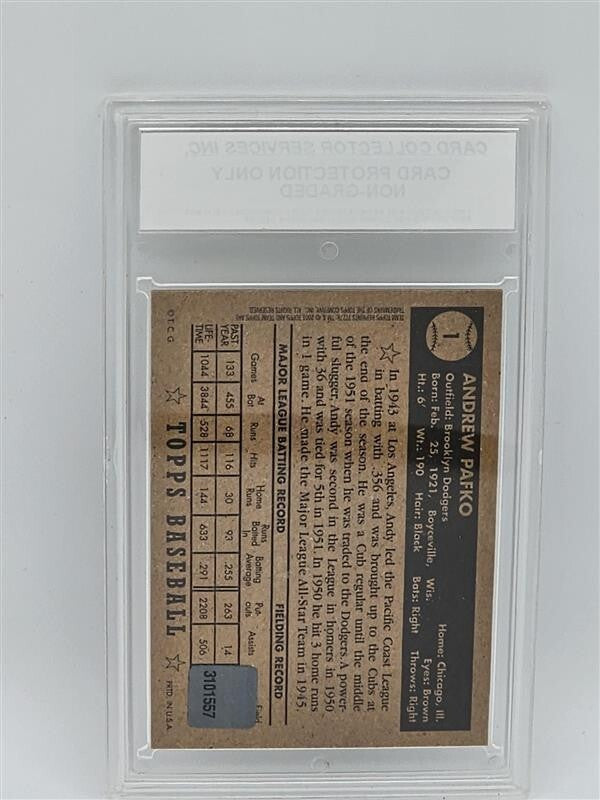 CARD COLLECTOR SERVICES INC.
CARD PROTECTION ONLY
NON-GRADED
1
ANDREW PAFKO
Outfield: Brooklyn Dodgers Home: Chicago, Ill.
Born: Feb. 25, 1921, Boyceville, Wis. Eyes: Brown
Ht.: 6' Wt.: 190 Hair: Black Bats: Right Throws: Right
In 1943 at Los Angeles, Andy led the Pacific Coast League
in batting with .356 and was brought up to the Cubs at
the end of the season. He was a Cub regular until the middle
of the 1951 season when he was traded to the Dodgers. A power-
ful slugger, Andy was second in the League in homers in 1950
with 36 and was tied for 5th in 1951. In 1950 he hit 3 home runs
in 1 game. He made the Major League All-Star Team in 1945.
MAJOR LEAGUE BATTING RECORD FIELDING RECORD
Games At Bat Runs Hits Home Runs Runs Batted In Batting Average Put-outs Assists Field
PAST YEAR 133 455 68 116 30 93 .255 263 14
LIFE-TIME 1044 3844 528 1117 144 633 .291 2208 506
© T.C.G. TOPPS BASEBALL PRTD. IN U.S.A.
3101557